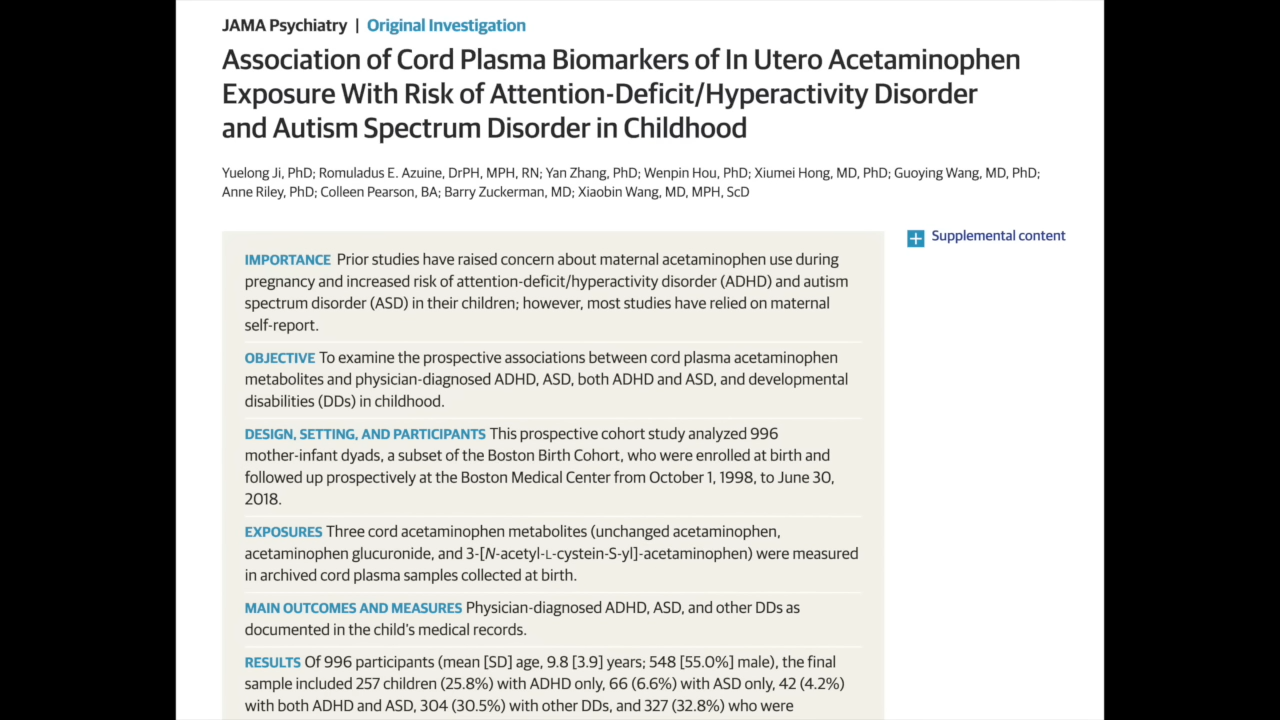 JAMA Psychiatry | Original Investigation
Association of Cord Plasma Biomarkers of In Utero Acetaminophen
Exposure With Risk of Attention-Deficit/Hyperactivity Disorder
and Autism Spectrum Disorder in Childhood
Yuelong Ji, PhD; Romuladus E. Azuine, DrPH, MPH, RN; Yan Zhang, PhD; Wenpin Hou, PhD; Xiumei Hong, MD, PhD; Guoying Wang, MD, PhD;
Anne Riley, PhD; Colleen Pearson, BA; Barry Zuckerman, MD; Xiaobin Wang, MD, MPH, ScD
Supplemental content
IMPORTANCE Prior studies have raised concern about maternal acetaminophen use during
pregnancy and increased risk of attention-deficit/hyperactivity disorder (ADHD) and autism
spectrum disorder (ASD) in their children; however, most studies have relied on maternal
self-report.
OBJECTIVE To examine the prospective associations between cord plasma acetaminophen
metabolites and physician-diagnosed ADHD, ASD, both ADHD and ASD, and developmental
disabilities (DDs) in childhood.
DESIGN, SETTING, AND PARTICIPANTS This prospective cohort study analyzed 996
mother-infant dyads, a subset of the Boston Birth Cohort, who were enrolled at birth and
followed up prospectively at the Boston Medical Center from October 1, 1998, to June 30,
2018.
EXPOSURES Three cord acetaminophen metabolites (unchanged acetaminophen,
acetaminophen glucuronide, and 3-[N-acetyl-L-cystein-S-yl]-acetaminophen) were measured
in archived cord plasma samples collected at birth.
MAIN OUTCOMES AND MEASURES Physician-diagnosed ADHD, ASD, and other DDs as
documented in the child's medical records.
RESULTS Of 996 participants (mean [SD] age, 9.8 [3.9] years; 548 [55.0%] male), the final
sample included 257 children (25.8%) with ADHD only, 66 (6.6%) with ASD only, 42 (4.2%)
with both ADHD and ASD, 304 (30.5%) with other DDs, and 327 (32.8%) who were